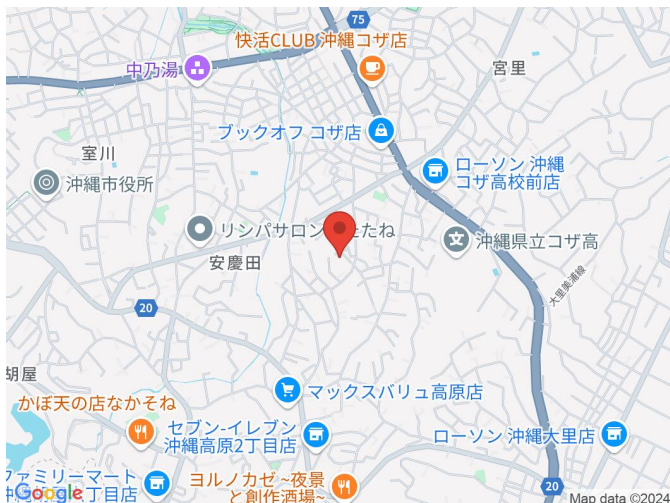 75
快活CLUB 沖縄コザ店
宮里
中乃湯
ブックオフ コザ店
室川
ローソン 沖縄
コザ高校前店
沖縄市役所
リンパサロン
たたね
沖縄県立コザ高
安慶田
大里美浦線
20
胡屋
マックスバリュ高原店
かぼ天の店なかそね
セブン-イレブン
沖縄高原2丁目店
ローソン 沖縄大里店
ファミリーマート
丁目店
ヨルノカゼ ~夜景
と創作酒場~
20
Google
Map data ©2024